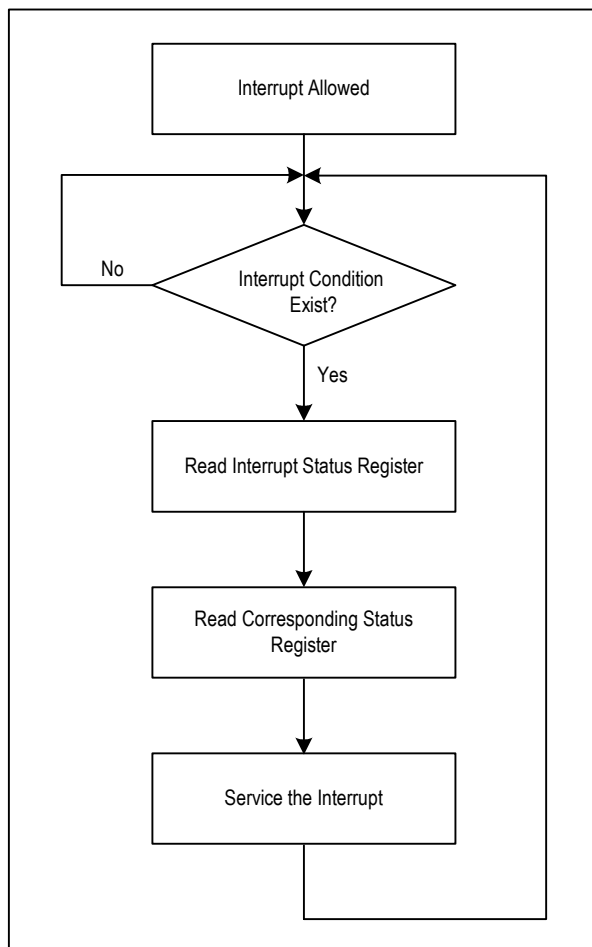 Interrupt Allowed
No
Interrupt Condition
Exist?
Yes
Read Interrupt Status Register
Read Corresponding Status
Register
Service the Interrupt